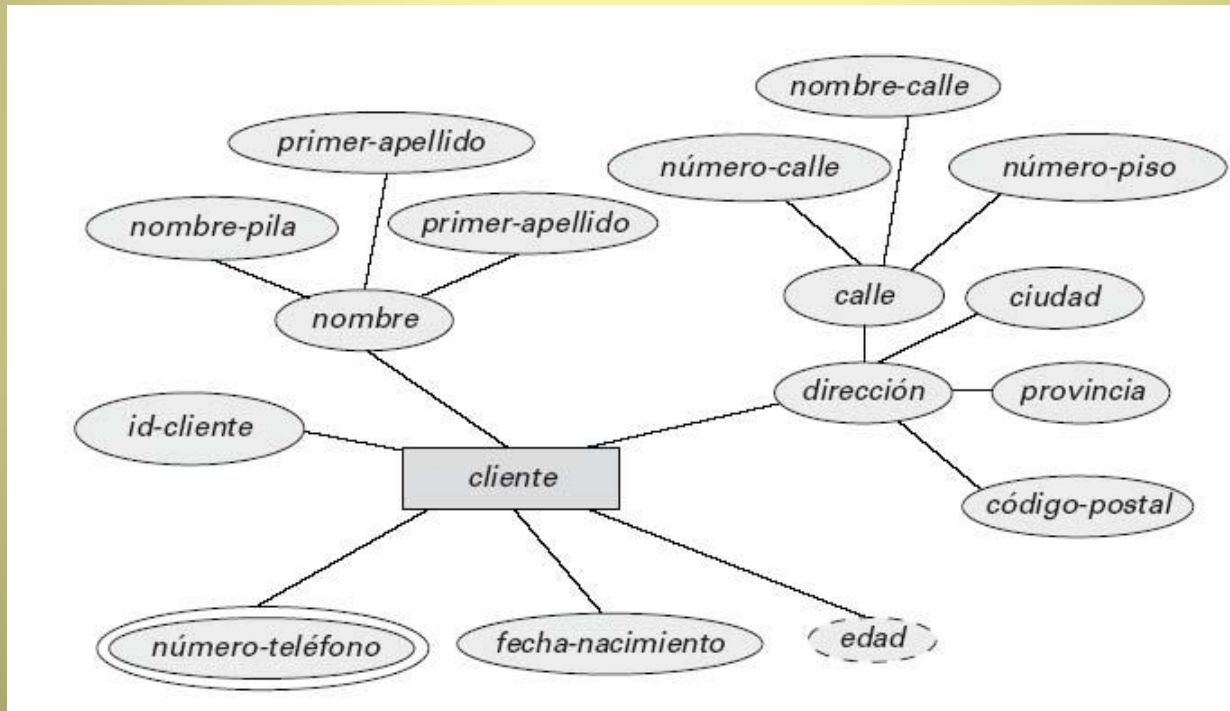 nombre-calle
primer-apellido
número-calle
número-piso
nombre-pila
primer-apellido
nombre
calle
ciudad
dirección
provincia
id-cliente
cliente
código-postal
número-teléfono
fecha-nacimiento
edad